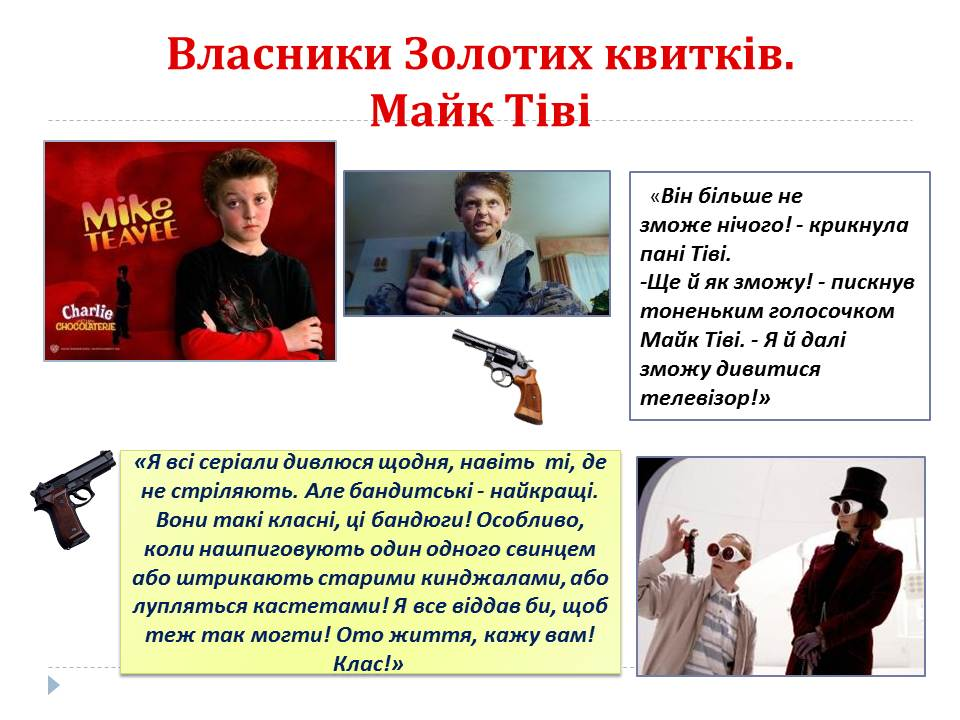 Власники Золотих квитків.
Майк Тіві
Mike
TEAVEE
Charlie
CHOCOLATERIE
«Він більше не
зможе нічого! - крикнула
пані Тіві.
-Ще й як зможу! - пискнув
тоненьким голосочком
Майк Тіві. - Я й далі
зможу дивитися
телевізор!»
«Я всі серіали дивлюся щодня, навіть ті, де
не стріляють. Але бандитські - найкращі.
Вони такі класні, ці бандюги! Особливо,
коли нашпиговують один одного свинцем
або штрикають старими кинджалами, або
лупляться кастетами! Я все віддав би, щоб
теж так могти! Ото життя, кажу вам!
Клас!»